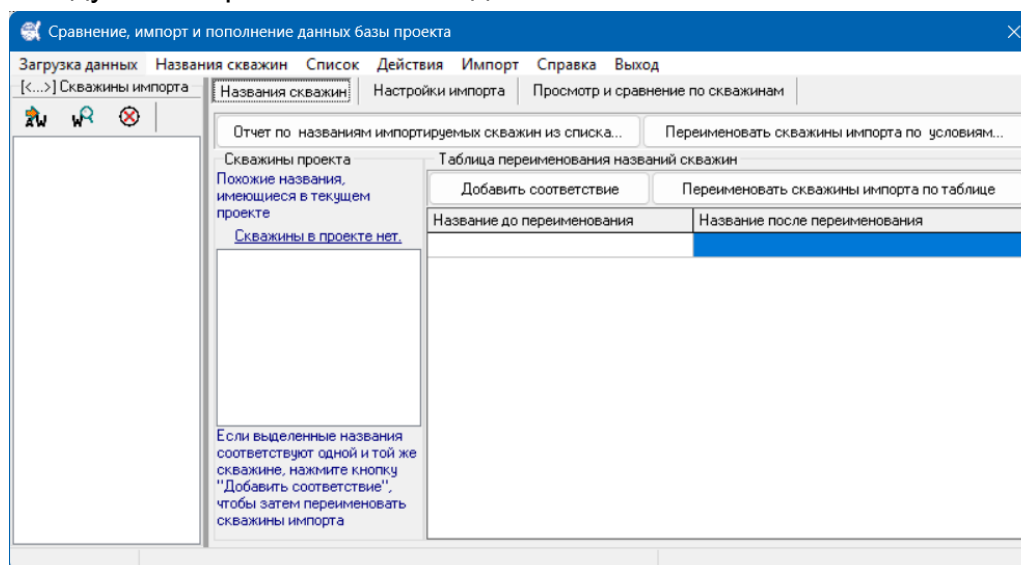 Сравнение, импорт и пополнение данных базы проекта
Загрузка данных Названия скважин Список Действия Импорт Справка Выход
[<...>] Скважины импорта
Названия скважин Настройки импорта Просмотр и сравнение по скважинам
Отчет по названиям импортируемых скважин из списка... Переименовать скважины импорта по условиям...
Скважины проекта
Похожие названия,
имеющиеся в текущем
проекте
Скважины в проекте нет.
Таблица переименования названий скважин
Добавить соответствие Переименовать скважины импорта по таблице
Название до переименования Название после переименования
Если выделенные названия
соответствуют одной и той же
скважине, нажмите кнопку
"Добавить соответствие",
чтобы затем переименовать
скважины импорта